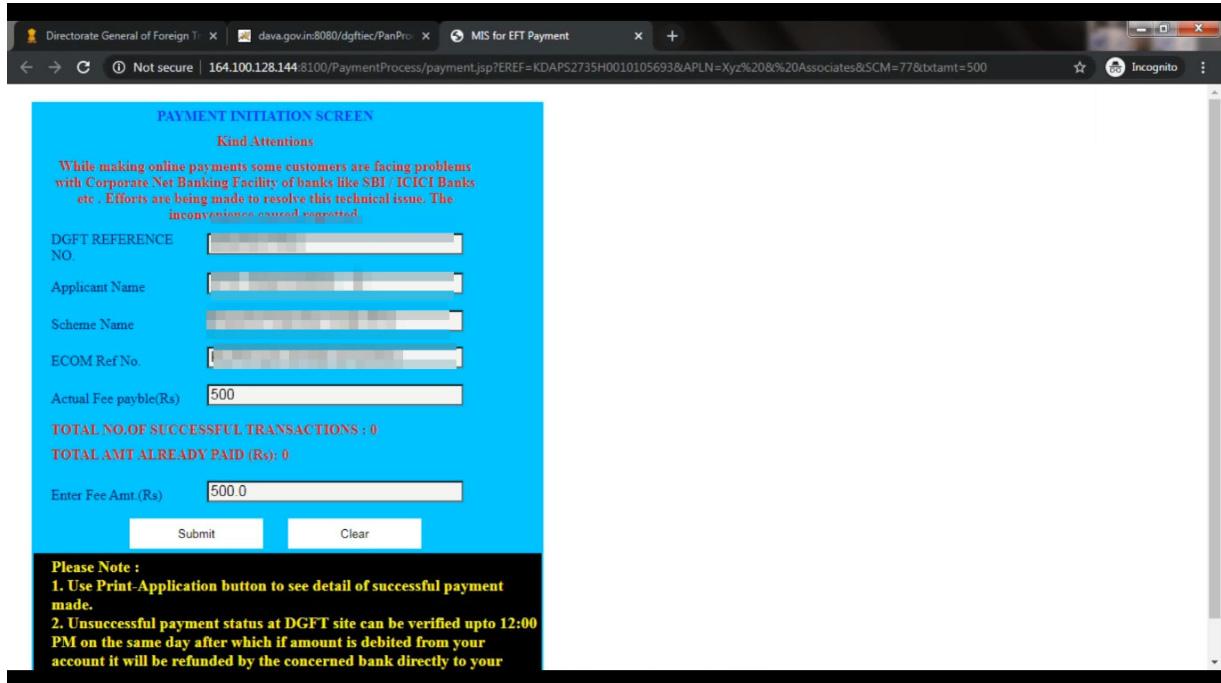 Directorate General of Foreign Tr
dava.gov.in:8080/dgftiec/PanPro
MIS for EFT Payment
Not secure | 164.100.128.144:8100/PaymentProcess/payment.jsp?EREF=KDAPS2735H0010105693&APLN=Xyz%208&%20Associates&SCM=77&txtamt=500
Incognito
PAYMENT INITIATION SCREEN
Kind Attentions
While making online payments some customers are facing problems
with Corporate Net Banking Facility of banks like SBI / ICICI Banks
etc . Efforts are being made to resolve this technical issue. The
inconvenience caused regretted
DGFT REFERENCE
NO.
Applicant Name
Scheme Name
ECOM Ref No.
Actual Fee payble(Rs) 500
TOTAL NO.OF SUCCESSFUL TRANSACTIONS : 0
TOTAL AMT ALREADY PAID (Rs): 0
Enter Fee Amt.(Rs) 500.0
Submit Clear
Please Note :
1. Use Print-Application button to see detail of successful payment
made.
2. Unsuccessful payment status at DGFT site can be verified upto 12:00
PM on the same day after which if amount is debited from your
account it will be refunded by the concerned bank directly to your